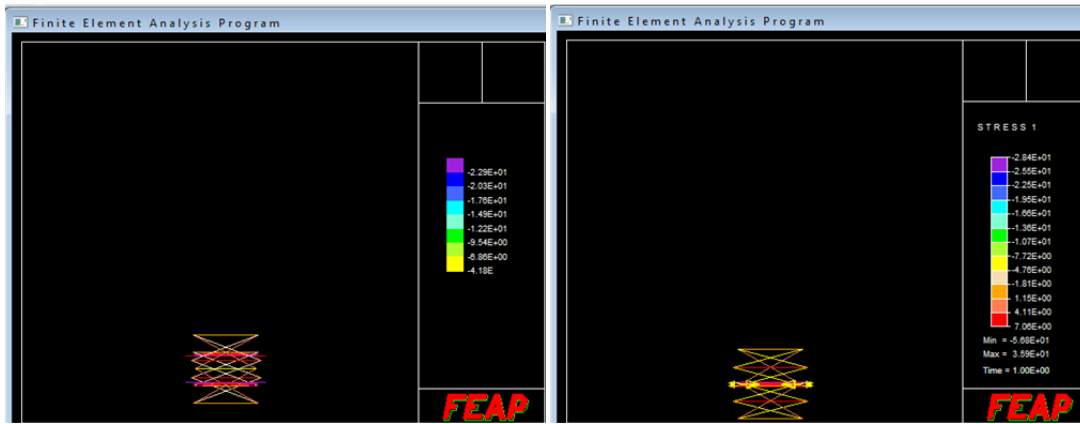 Finite Element Analysis Program
-2.29E+01
-2.03E+01
-1.76E+01
-1.49E+01
-1.22E+01
-9.54E+00
-6.86E+00
-4.18E
FEAP
Finite Element Analysis Program
STRESS 1
-2.84E+01
-2.55E+01
-2.25E+01
-1.95E+01
-1.66E+01
-1.36E+01
-1.07E+01
-7.72E+00
-4.76E+00
-1.81E+00
1.15E+00
4.11E+00
7.06E+00
Min = -5.68E+01
Max = 3.59E+01
Time = 1.00E+00
FEAP